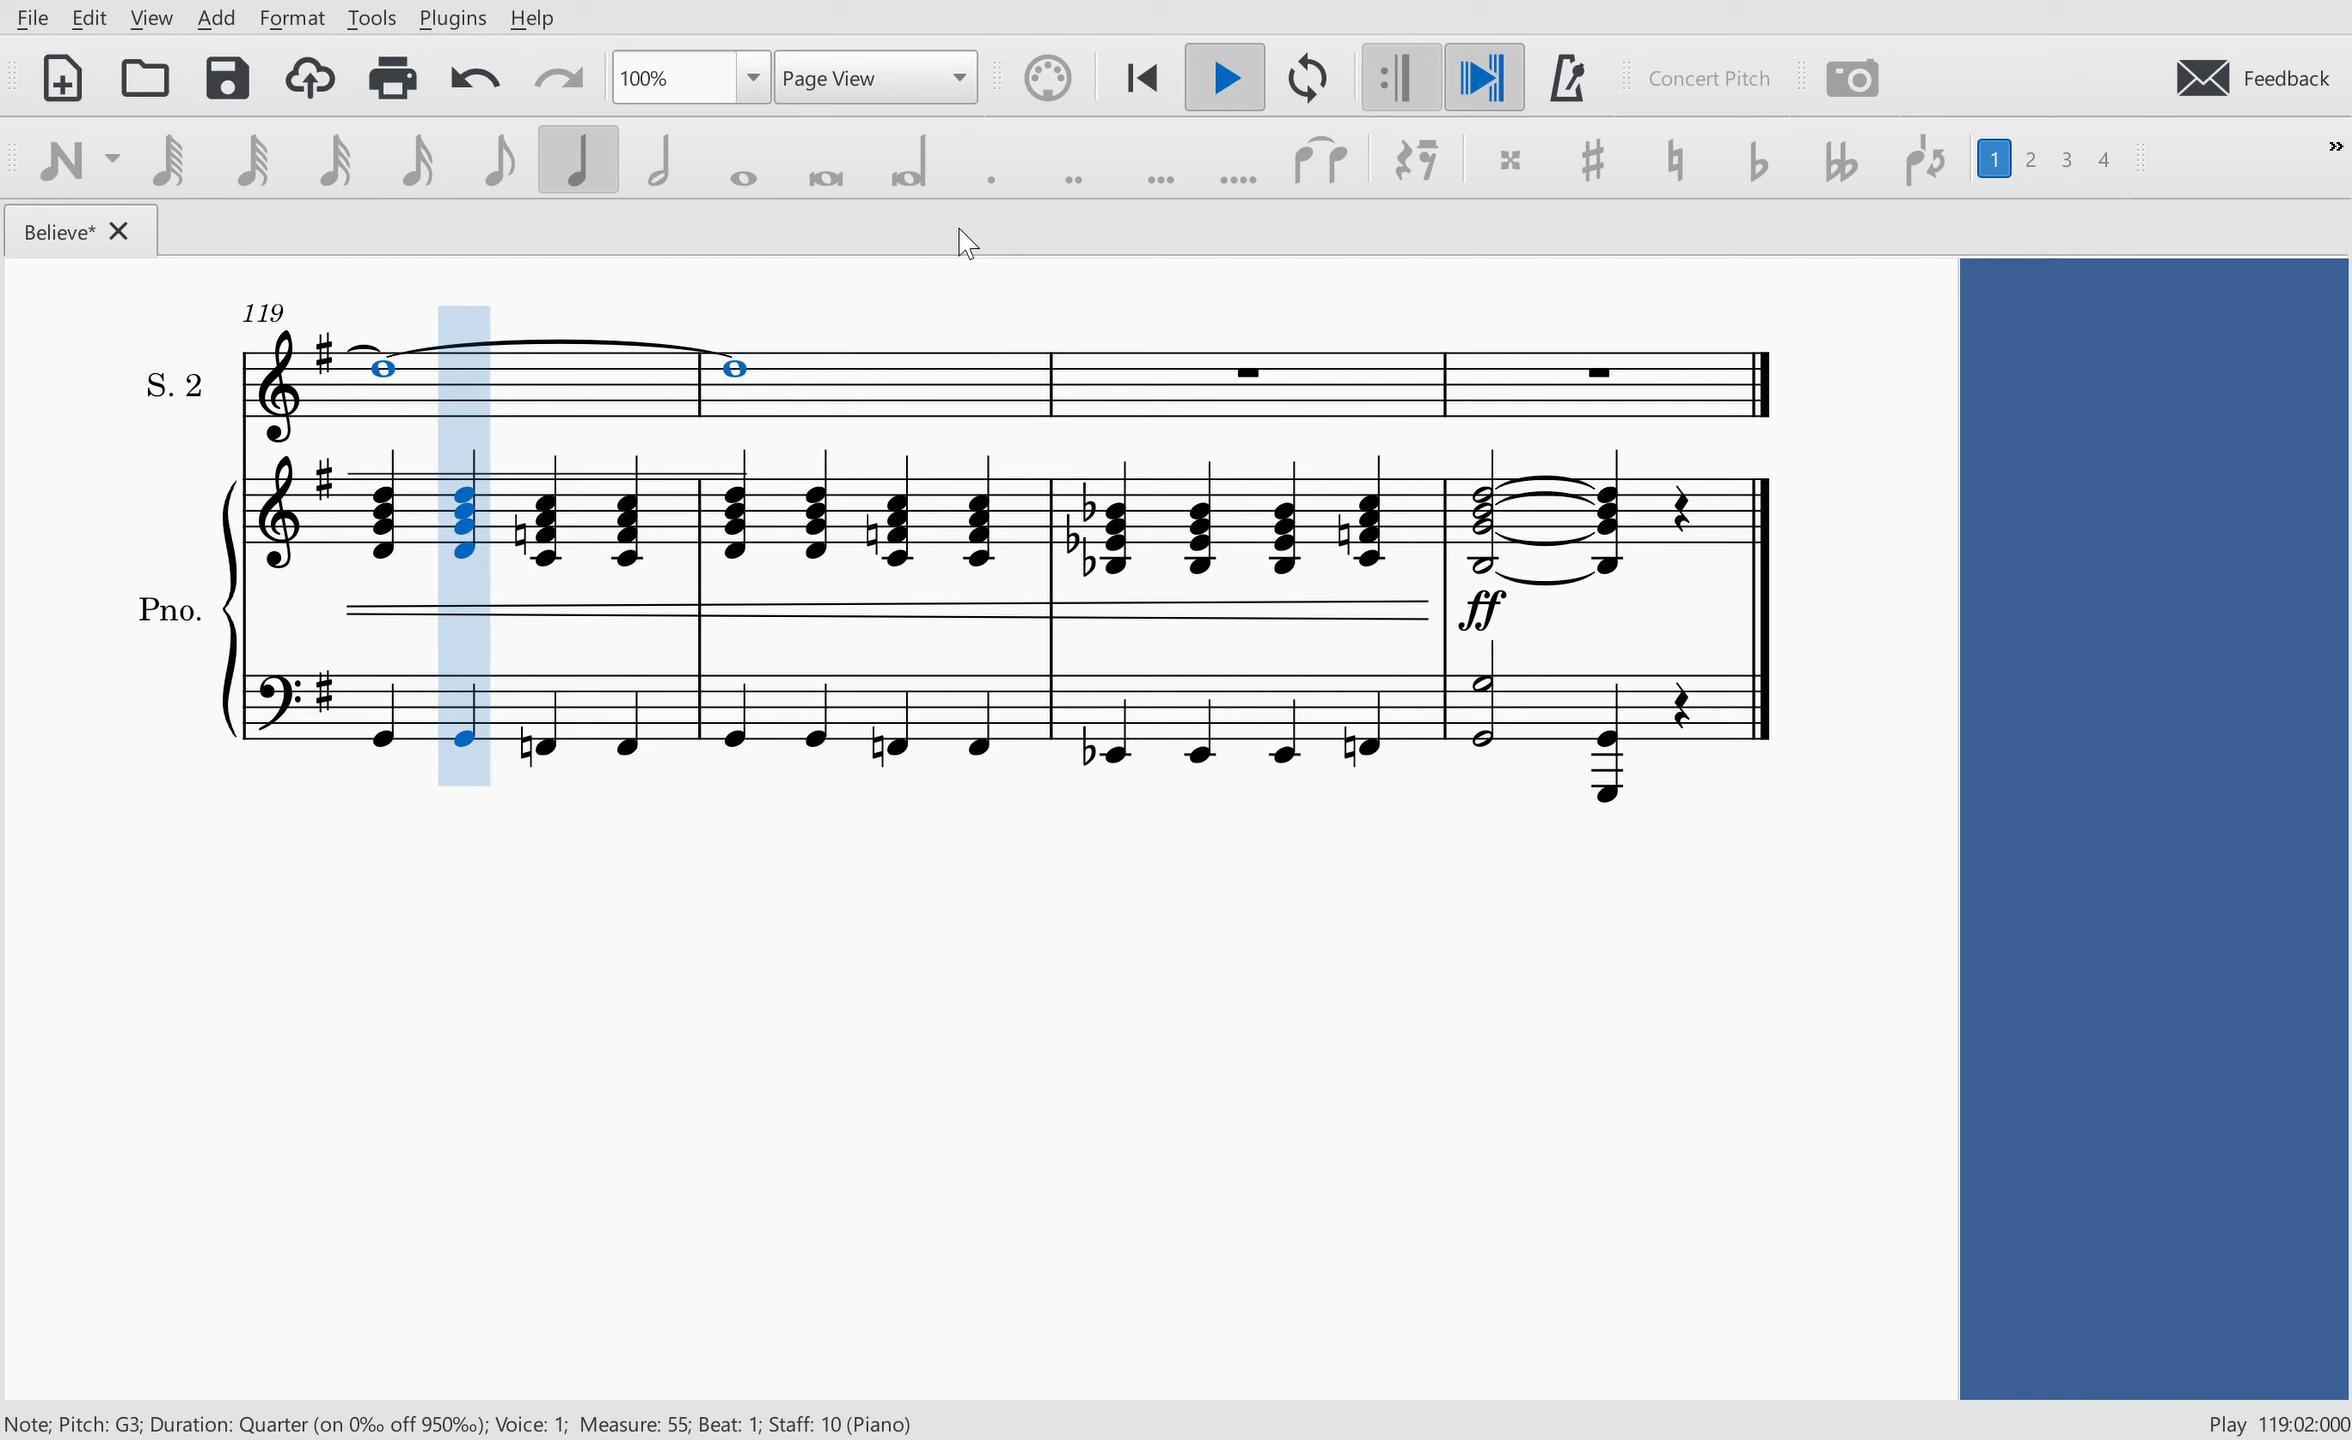 File Edit View Add Format Tools Plugins Help
100% Page View Concert Pitch Feedback
1 2 3 4 »
Believe*
119
S. 2
Pno.
ff
Note; Pitch: G3; Duration: Quarter (on 0‰ off 950‰); Voice: 1; Measure: 55; Beat: 1; Staff: 10 (Piano) Play 119:02:000